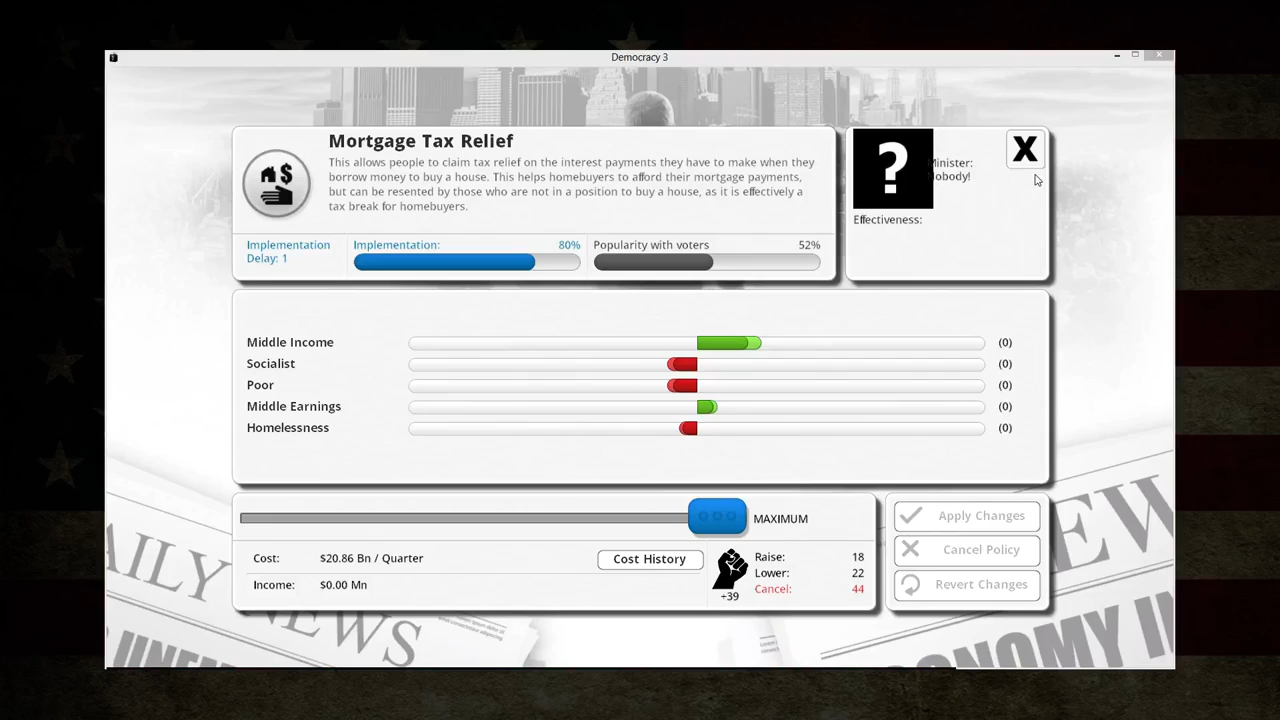 Democracy 3
Mortgage Tax Relief
This allows people to claim tax relief on the interest payments they have to make when they
borrow money to buy a house. This helps homebuyers to afford their mortgage payments,
but can be resented by those who are not in a position to buy a house, as it is effectively a
tax break for homebuyers.
Implementation
Delay: 1
Implementation: 80%
Popularity with voters 52%
?
Minister:
Nobody!
X
Effectiveness:
Middle Income (0)
Socialist (0)
Poor (0)
Middle Earnings (0)
Homelessness (0)
MAXIMUM
Cost: $20.86 Bn / Quarter
Cost History
Income: $0.00 Mn
+39
Raise: 18
Lower: 22
Cancel: 44
Apply Changes
Cancel Policy
Revert Changes
AILY NEWS
NEW
ONOMY IN